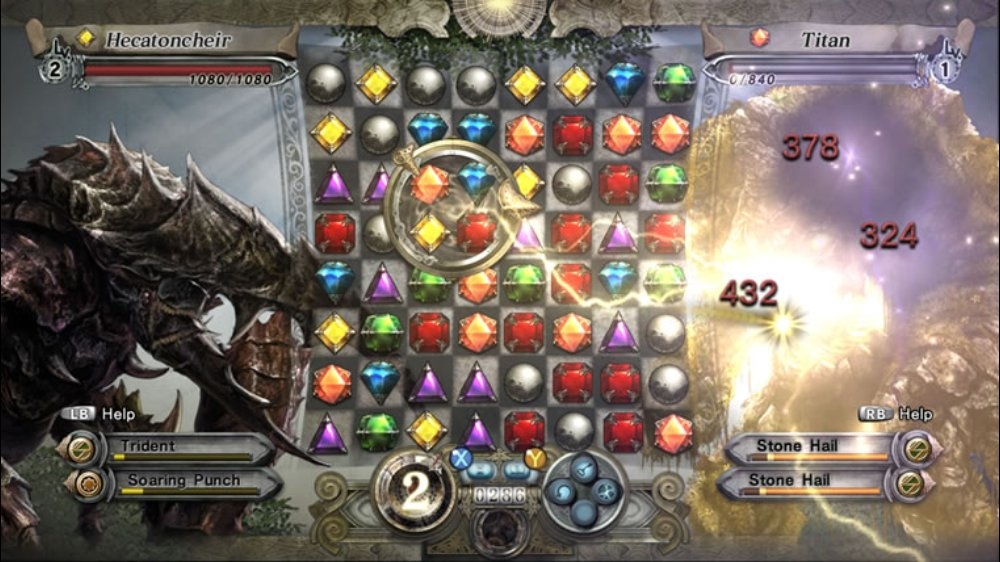 Hecatoncheir
Titan
Lv
2
1080/1080
Lv
1
0/840
378
324
432
LB Help
RB Help
Trident
Stone Hail
Soaring Punch
Stone Hail
X
Y
2
0286